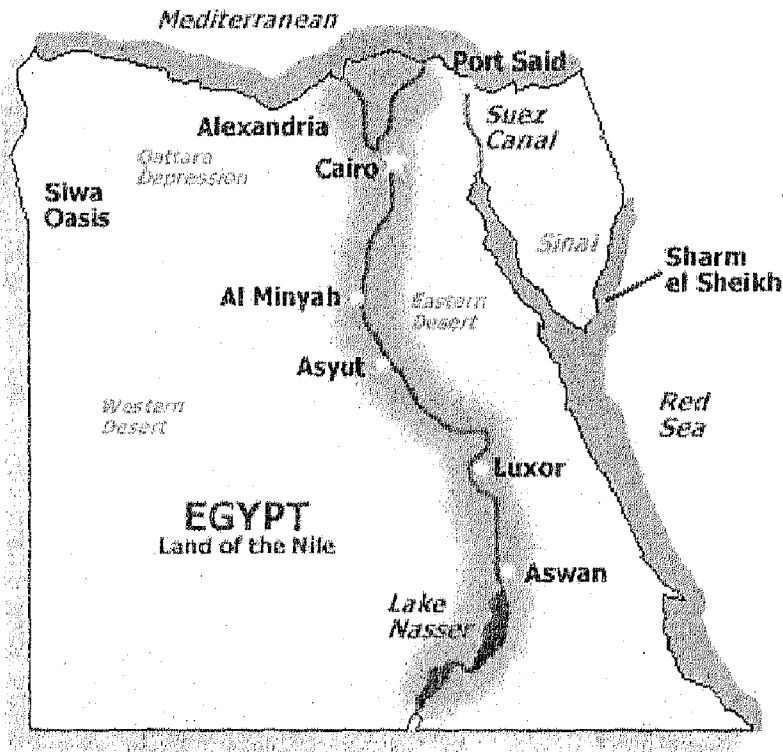 Mediterranean
Port Said
Alexandria
Suez
Canal
Qattara
Depression
Cairo
Siwa
Oasis
Sinai
Sharm
el Sheikh
Al Minyah
Eastern
Desert
Asyut
Western
Desert
Red
Sea
Luxor
EGYPT
Land of the Nile
Aswan
Lake
Nasser